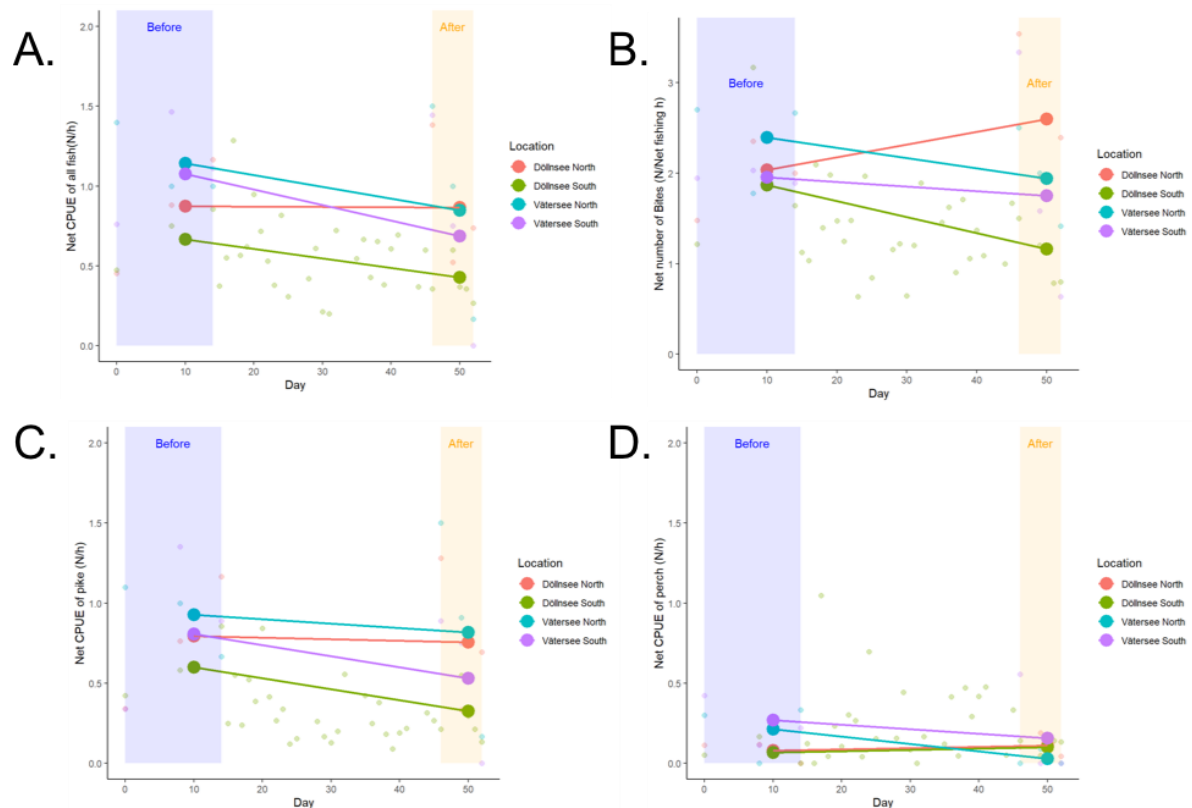 A.
Net CPUE of all fish(N/h)
2.0
1.5
1.0
0.5
0.0
Before
After
0 10 20 30 40 50
Day
Location
Döllnsee North
Döllnsee South
Vätersee North
Vätersee South
B.
Net number of Bites (N/Net fishing h)
3
2
1
0
Before
After
0 10 20 30 40 50
Day
Location
Döllnsee North
Döllnsee South
Vätersee North
Vätersee South
C.
Net CPUE of pike (N/h)
2.0
1.5
1.0
0.5
0.0
Before
After
0 10 20 30 40 50
Day
Location
Döllnsee North
Döllnsee South
Vätersee North
Vätersee South
D.
Net CPUE of perch (N/h)
2.0
1.5
1.0
0.5
0.0
Before
After
0 10 20 30 40 50
Day
Location
Döllnsee North
Döllnsee South
Vätersee North
Vätersee South